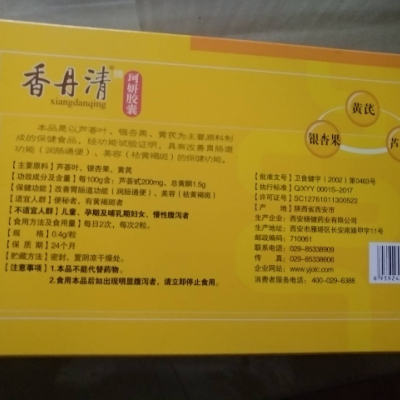 香丹清
牌
xiangdanqing
珂妍胶囊
黄芪
银杏果
芦
本品是以芦荟叶、银杏果、黄芪为主要原料制
成的保健食品，经功能试验证明，具有改善胃肠道
功能（润肠通便）、美容（祛黄褐斑）的保健功能。
【主要原料】芦荟叶、银杏果、黄芪
【功效成分及含量】每100g含：芦荟甙200mg、总黄酮1.5g
【保健功能】改善胃肠道功能（润肠通便）、美容（祛黄褐斑）
【适宜人群】便秘者、有黄褐斑者
【不适宜人群】儿童、孕期及哺乳期妇女、慢性腹泻者
【食用方法及食用量】每日2次，每次2粒。
【规 格】0.4g/粒
【保 质 期】24个月
【贮藏方法】密封、置阴凉干燥处。
【注意事项】1.本品不能代替药物。
2.食用本品后如出现明显腹泻者，请立即停止食用。
批准文号：卫食健字（2002）第0460号
执行标准：Q/XYY 0001S-2017
许可证号：SC12761011300522
产 地：陕西省西安市
生产企业：西安杨健药业有限公司
生产地址：西安市雁塔区长安南路甲字11号
邮政编码：710061
联系电话：029-85338909
传 真：029-85338906
企业网站：www.yjxtc.com
消费者服务电话：400-029-6388